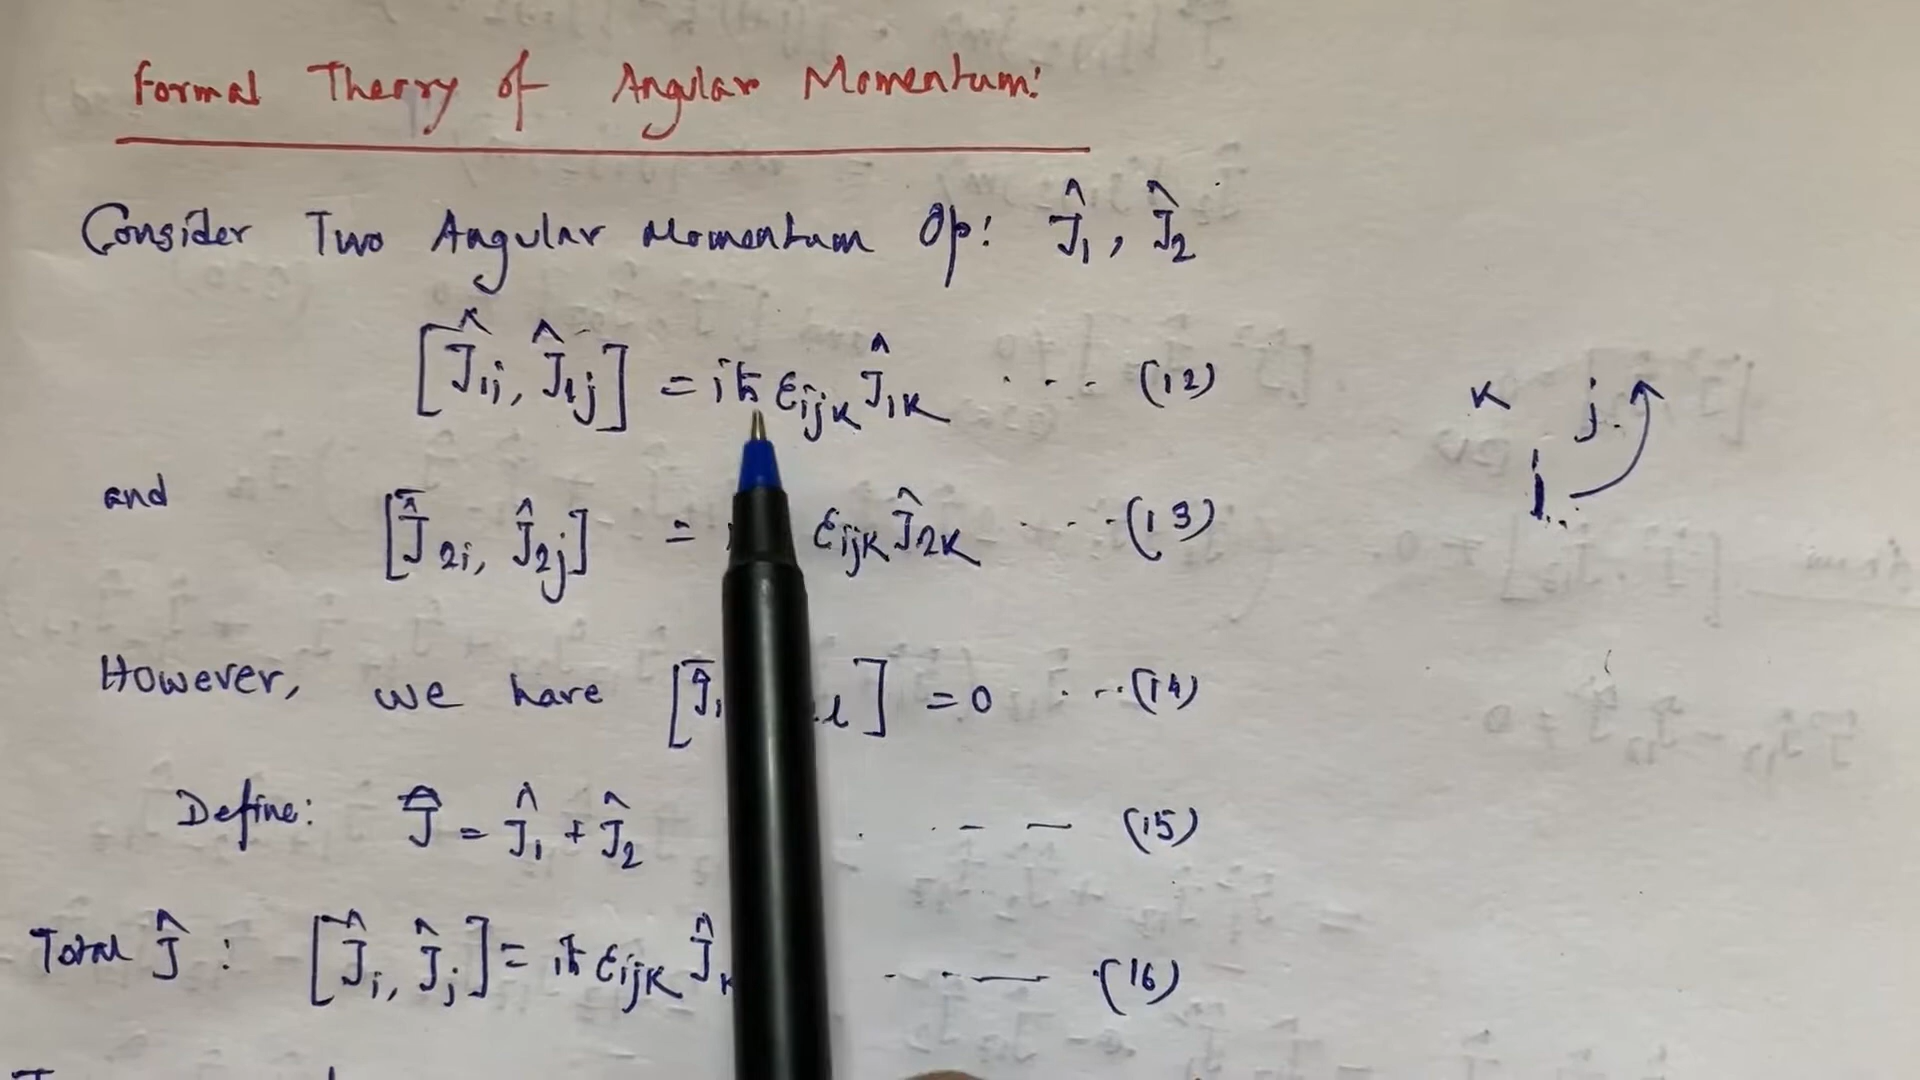 Formal Theory of Angular Momentum:
Consider Two Angular Momentum Op: Ĵ₁, Ĵ₂
[Ĵ₁ᵢ, Ĵ₁ⱼ] = iħ εᵢⱼₖ Ĵ₁ₖ ... (12)
k j
i
and [Ĵ₂ᵢ, Ĵ₂ⱼ] = εᵢⱼₖ Ĵ₂ₖ ... (13)
However, we have [Ĵ₁ ₗ] = 0 ... (14)
Define: Ĵ = Ĵ₁ + Ĵ₂ ... (15)
Total Ĵ : [Ĵᵢ, Ĵⱼ] = iħ εᵢⱼₖ Ĵₖ ... (16)